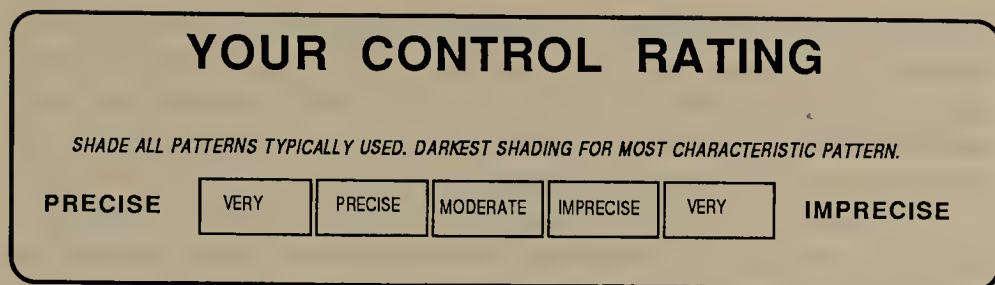 YOUR CONTROL RATING
SHADE ALL PATTERNS TYPICALLY USED. DARKEST SHADING FOR MOST CHARACTERISTIC PATTERN.
PRECISE VERY PRECISE MODERATE IMPRECISE VERY IMPRECISE